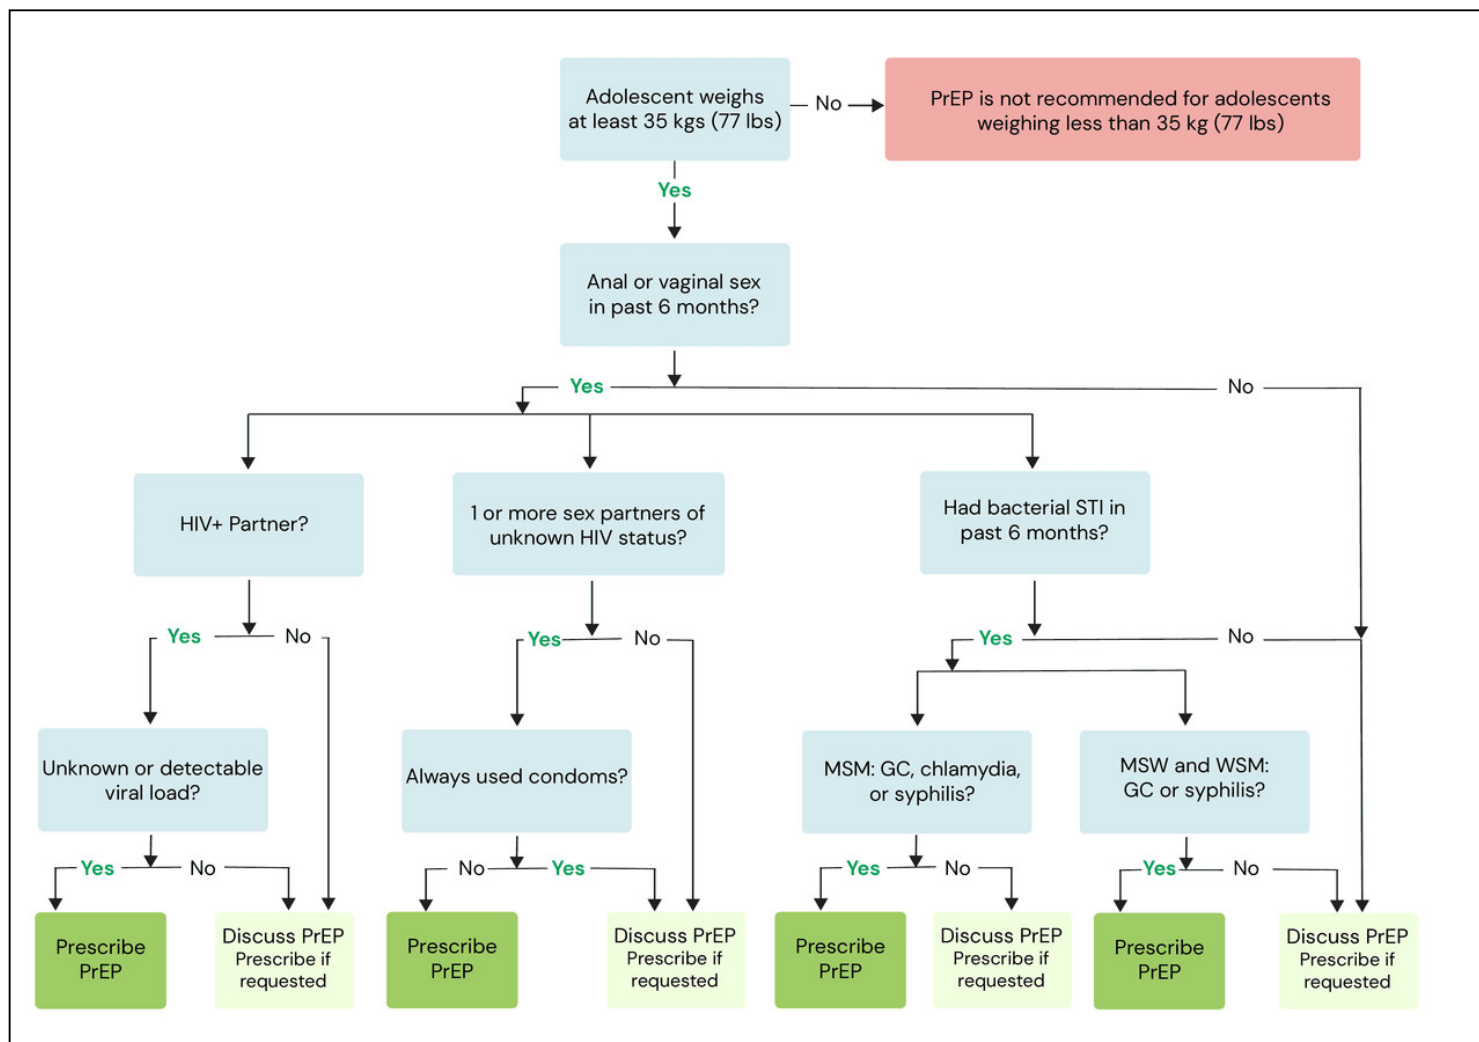 Adolescent weighs
at least 35 kgs (77 lbs)
No
PrEP is not recommended for adolescents
weighing less than 35 kg (77 lbs)
Yes
Anal or vaginal sex
in past 6 months?
Yes
No
HIV+ Partner?
1 or more sex partners of
unknown HIV status?
Had bacterial STI in
past 6 months?
Yes
No
Yes
No
Yes
No
Unknown or detectable
viral load?
Always used condoms?
MSM: GC, chlamydia,
or syphilis?
MSW and WSM:
GC or syphilis?
Yes
No
No
Yes
Yes
No
Yes
No
Prescribe
PrEP
Discuss PrEP
Prescribe if
requested
Prescribe
PrEP
Discuss PrEP
Prescribe if
requested
Prescribe
PrEP
Discuss PrEP
Prescribe if
requested
Prescribe
PrEP
Discuss PrEP
Prescribe if
requested